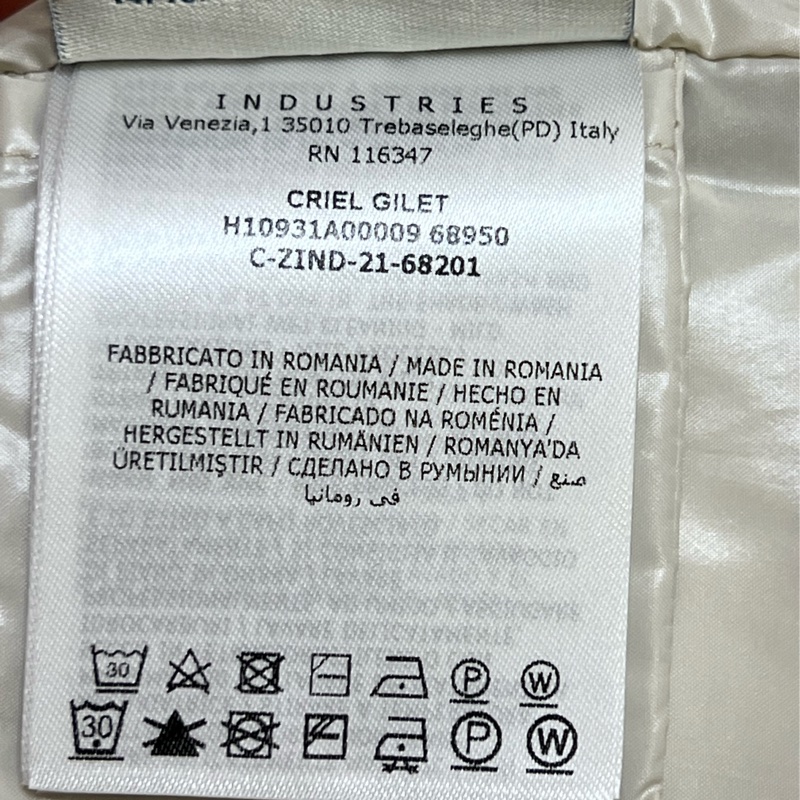 I N D U S T R I E S
Via Venezia,1 35010 Trebaseleghe(PD) Italy
RN 116347
CRIEL GILET
H10931A00009 68950
C-ZIND-21-68201
FABBRICATO IN ROMANIA / MADE IN ROMANIA
/ FABRIQUÉ EN ROUMANIE / HECHO EN
RUMANIA / FABRICADO NA ROMÉNIA /
HERGESTELLT IN RUMÄNIEN / ROMANYA'DA
ÜRETILMIŞTIR / СДЕЛАНО В РУМЫНИИ / صنع
في رومانيا
30 P W
30 P W